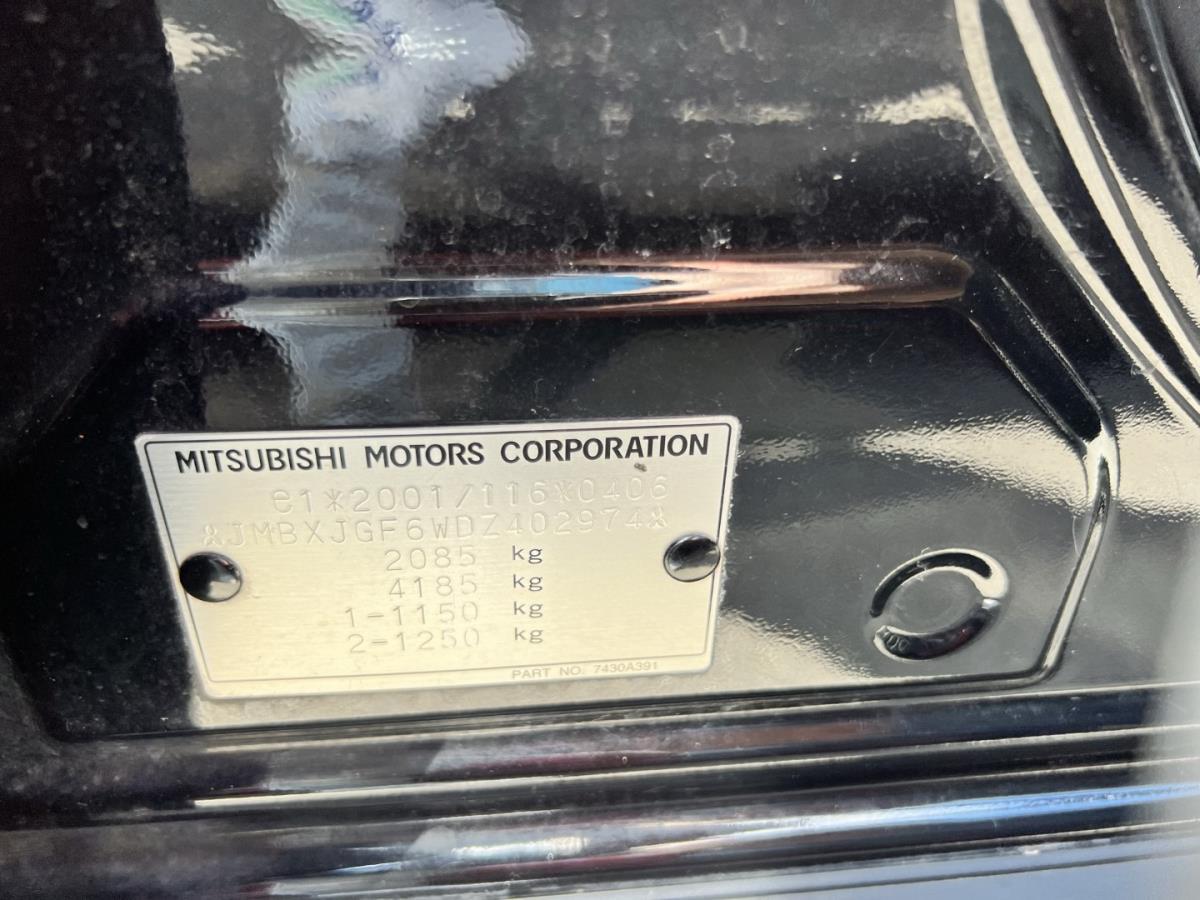 MITSUBISHI MOTORS CORPORATION
e1*2001/116*0406
*JMBXJGF6WDZ402974*
2085 kg
4185 kg
1-1150 kg
2-1250 kg
PART NO. 7430A391